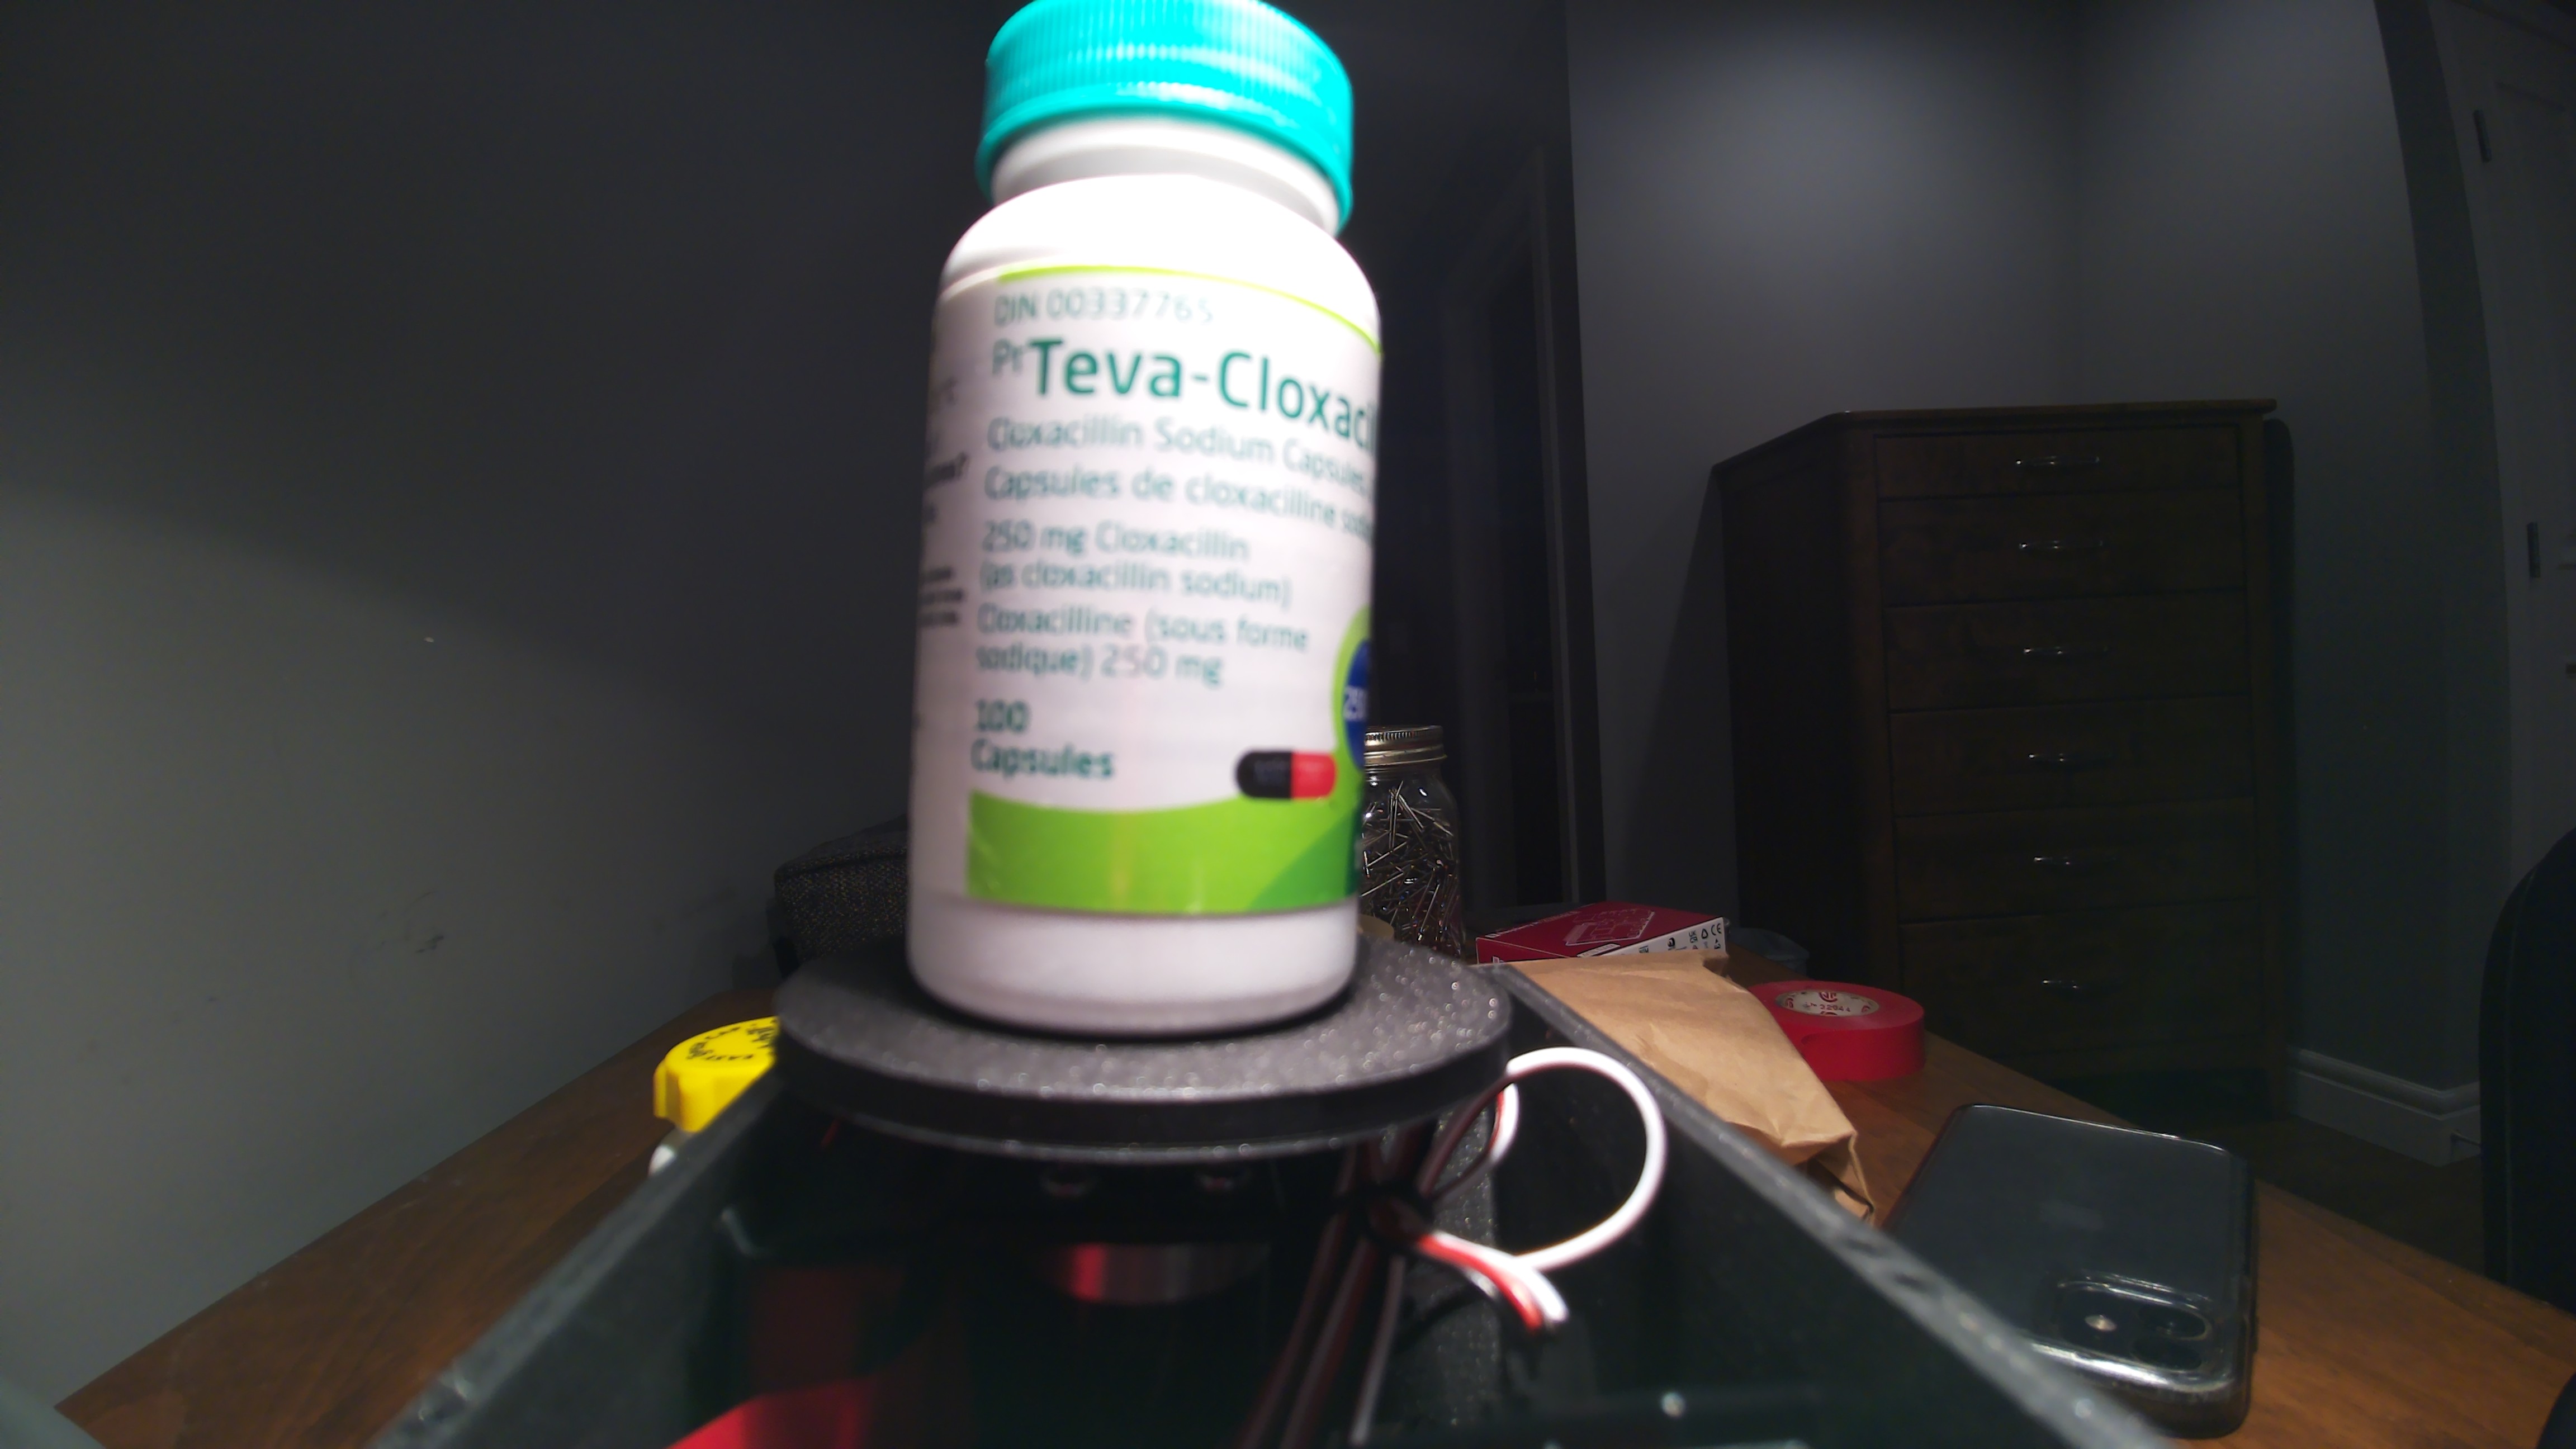 DIN 00337765
PrTeva-Cloxaci
Cloxacillin Sodium Capsules
Capsules de cloxacilline
250 mg Cloxacillin
(as cloxacillin sodium)
Cloxacilline (sous forme
sodique) 250 mg
100
Capsules